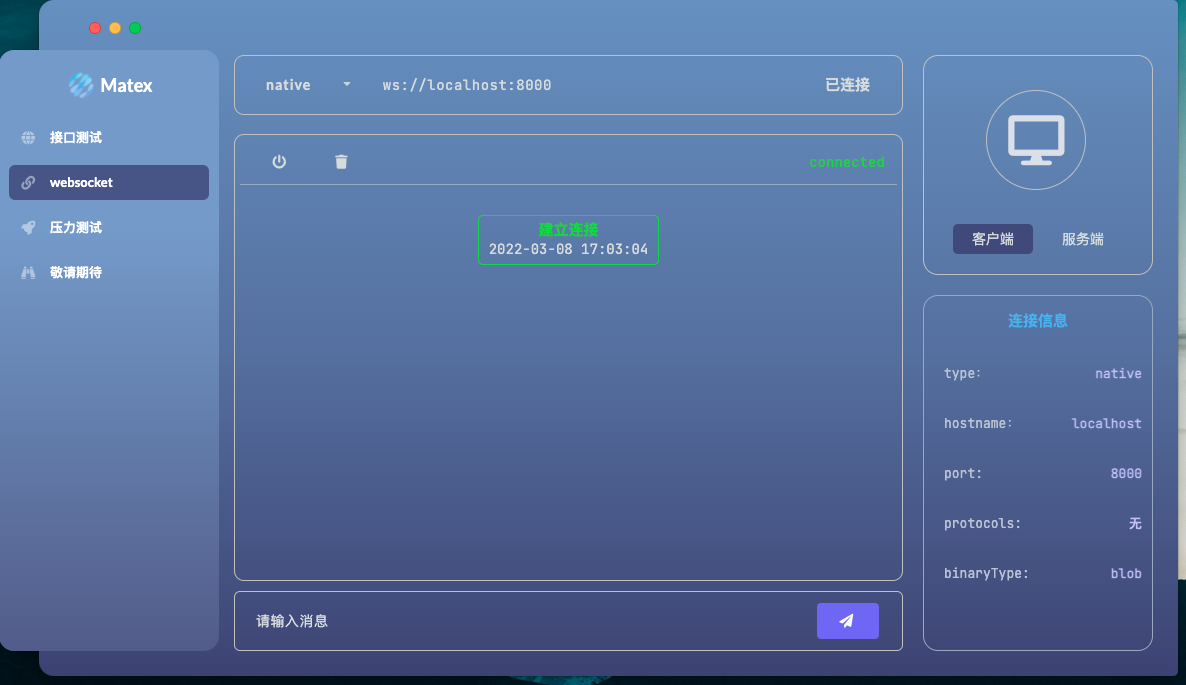 Matex
接口测试
websocket
压力测试
敬请期待
native
ws://localhost:8000
已连接
connected
建立连接
2022-03-08 17:03:04
请输入消息
客户端
服务端
连接信息
type: native
hostname: localhost
port: 8000
protocols: 无
binaryType: blob